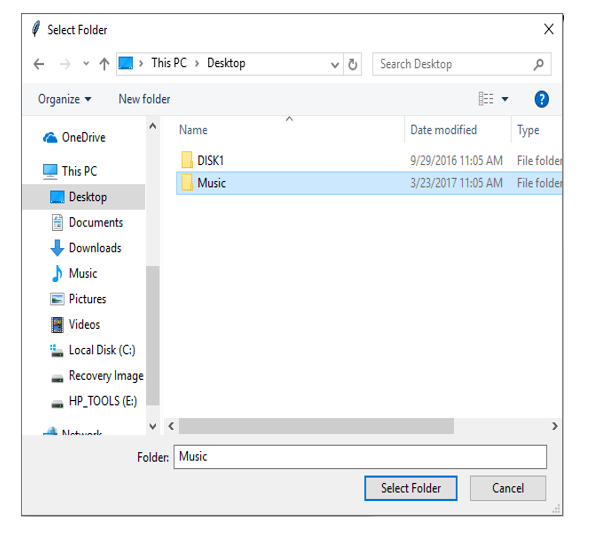 Select Folder
This PC > Desktop
Search Desktop
Organize
New folder
?
OneDrive
This PC
Desktop
Documents
Downloads
Music
Pictures
Videos
Local Disk (C:)
Recovery Image
HP_TOOLS (E:)
Network
Name Date modified Type
DISK1 9/29/2016 11:05 AM File folder
Music 3/23/2017 11:05 AM File folder
Folder: Music
Select Folder Cancel